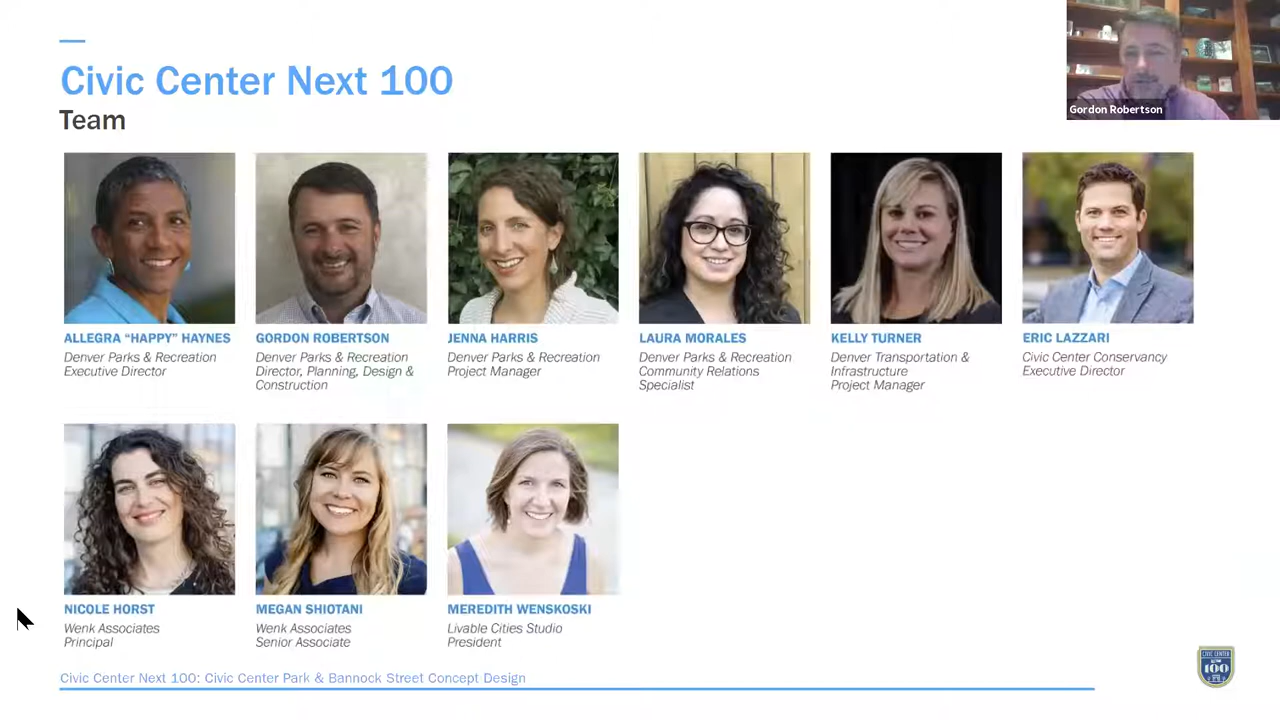 Civic Center Next 100
Team
Gordon Robertson
ALLEGRA “HAPPY” HAYNES
Denver Parks & Recreation
Executive Director
GORDON ROBERTSON
Denver Parks & Recreation
Director, Planning, Design &
Construction
JENNA HARRIS
Denver Parks & Recreation
Project Manager
LAURA MORALES
Denver Parks & Recreation
Community Relations
Specialist
KELLY TURNER
Denver Transportation &
Infrastructure
Project Manager
ERIC LAZZARI
Civic Center Conservancy
Executive Director
NICOLE HORST
Wenk Associates
Principal
MEGAN SHIOTANI
Wenk Associates
Senior Associate
MEREDITH WENSKOSKI
Livable Cities Studio
President
Civic Center Next 100: Civic Center Park & Bannock Street Concept Design
CIVIC CENTER
100